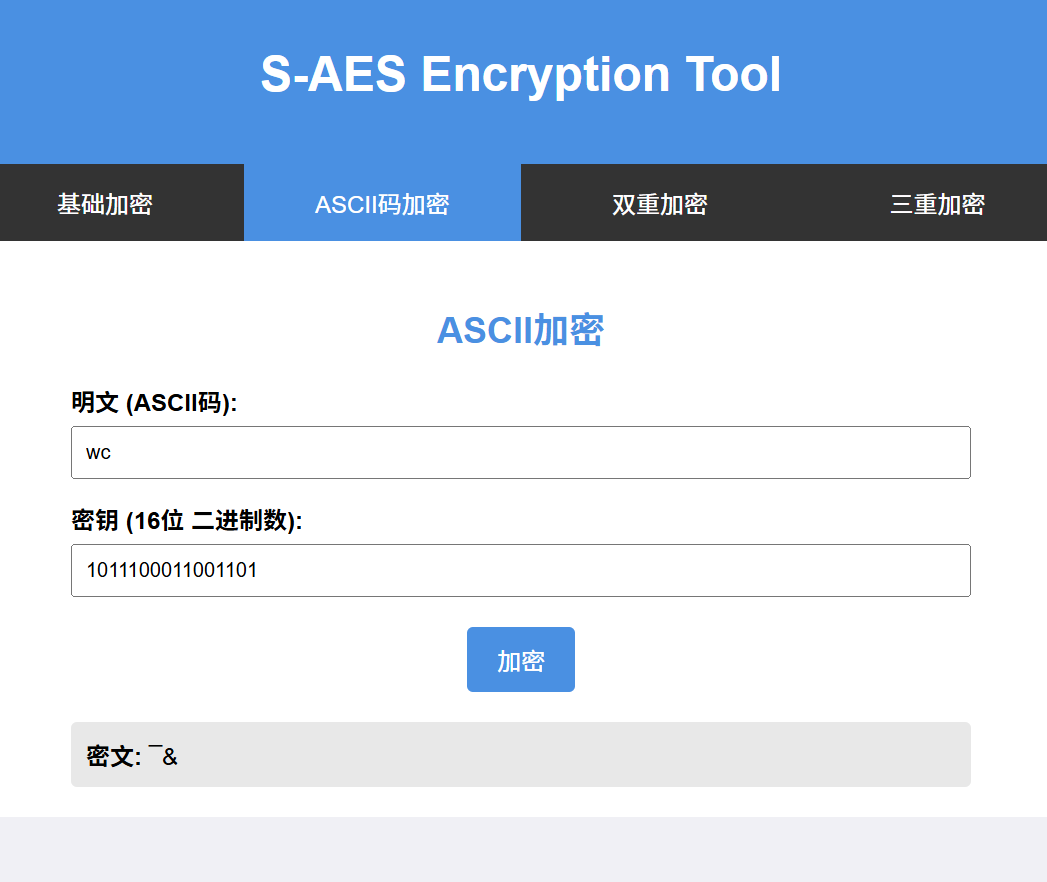 S-AES Encryption Tool
基础加密 ASCII码加密 双重加密 三重加密
ASCII加密
明文 (ASCII码):
wc
密钥 (16位 二进制数):
1011100011001101
加密
密文: ¯&